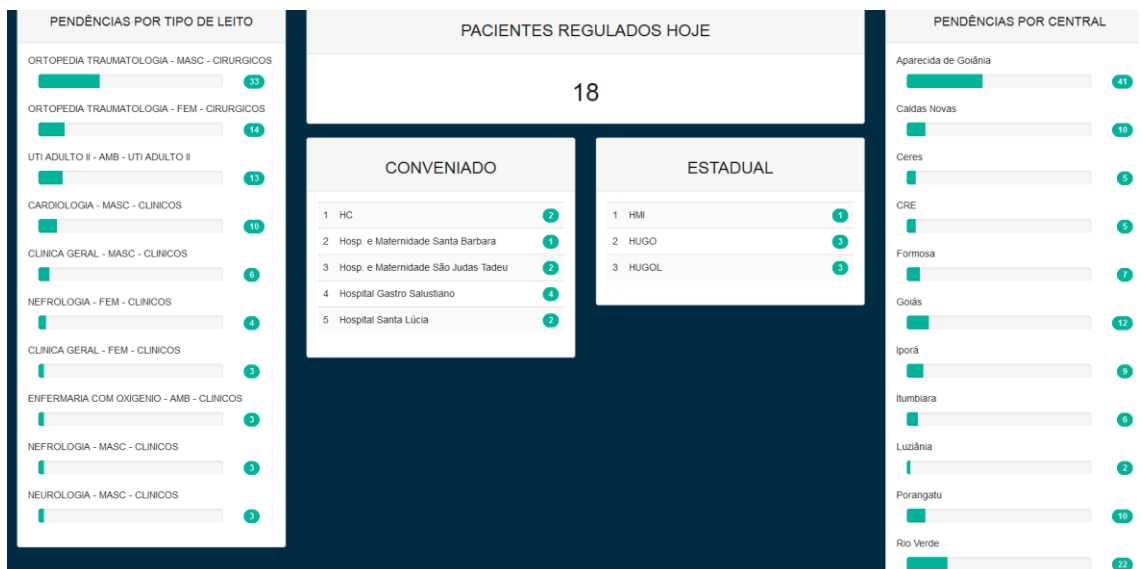 PENDÊNCIAS POR TIPO DE LEITO
ORTOPEDIA TRAUMATOLOGIA - MASC - CIRURGICOS
33
ORTOPEDIA TRAUMATOLOGIA - FEM - CIRURGICOS
14
UTI ADULTO II - AMB - UTI ADULTO II
13
CARDIOLOGIA - MASC - CLINICOS
10
CLINICA GERAL - MASC - CLINICOS
6
NEFROLOGIA - FEM - CLINICOS
4
CLINICA GERAL - FEM - CLINICOS
3
ENFERMARIA COM OXIGENIO - AMB - CLINICOS
3
NEFROLOGIA - MASC - CLINICOS
3
NEUROLOGIA - MASC - CLINICOS
3
PACIENTES REGULADOS HOJE
18
CONVENIADO
1 HC 2
2 Hosp. e Maternidade Santa Barbara 1
3 Hosp. e Maternidade São Judas Tadeu 2
4 Hospital Gastro Salustiano 4
5 Hospital Santa Lúcia 2
ESTADUAL
1 HMI 1
2 HUGO 3
3 HUGOL 3
PENDÊNCIAS POR CENTRAL
Aparecida de Goiânia
41
Caldas Novas
10
Ceres
5
CRE
5
Formosa
7
Goiás
12
Iporá
9
Itumbiara
6
Luziânia
2
Porangatu
10
Rio Verde
22